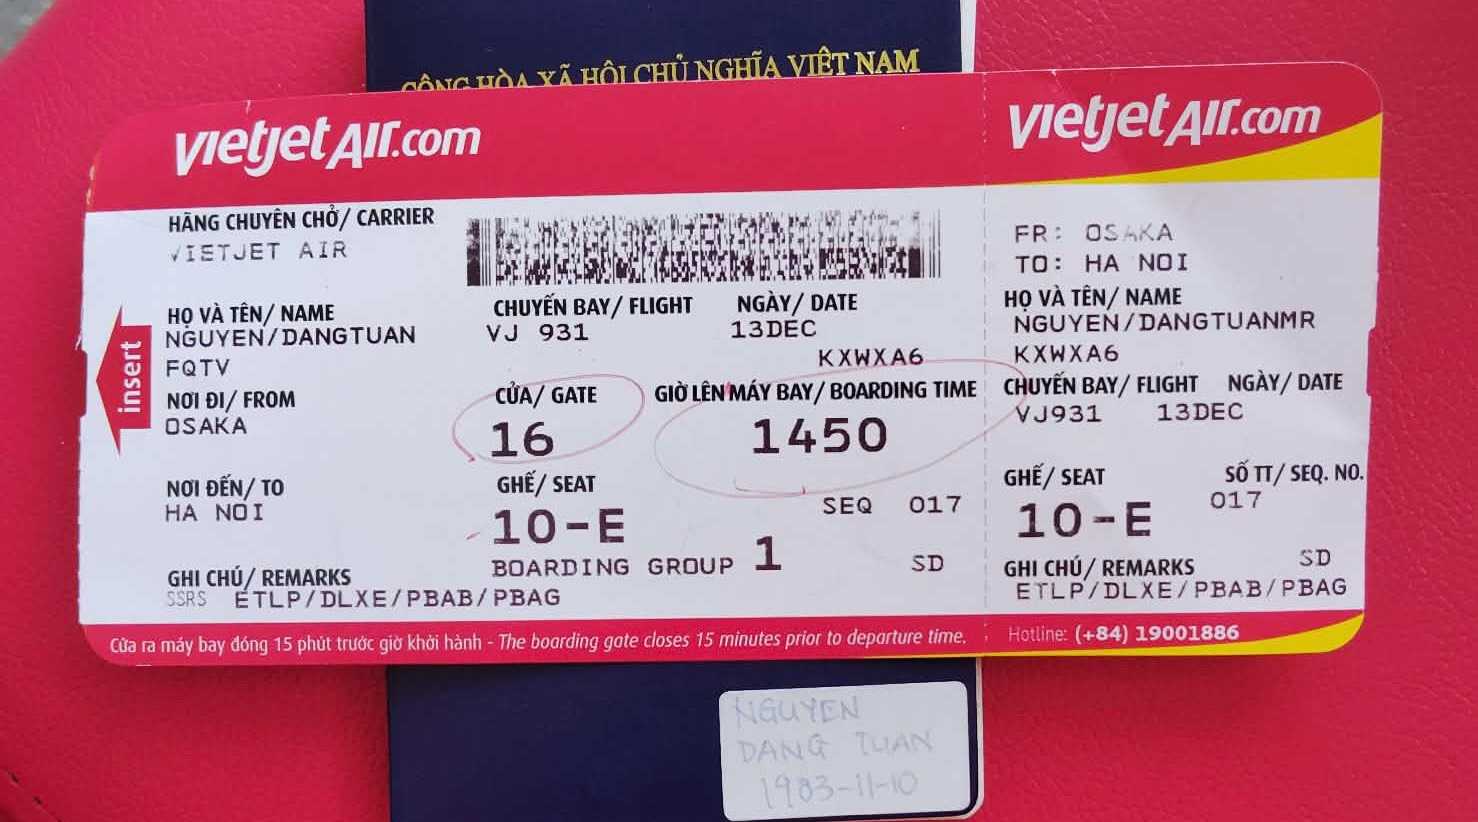 CỘNG HÒA XÃ HỘI CHỦ NGHĨA VIỆT NAM
vietjetAir.com
HÃNG CHUYÊN CHỞ/ CARRIER
VIETJET AIR
HỌ VÀ TÊN/ NAME
NGUYEN/DANGTUAN
FQTV
CHUYẾN BAY/ FLIGHT NGÀY/ DATE
VJ 931 13DEC
KXWXA6
insert
NƠI ĐI/ FROM
OSAKA
CỬA/ GATE GIỜ LÊN MÁY BAY/ BOARDING TIME
16 1450
NƠI ĐẾN/ TO
HA NOI
GHẾ/ SEAT
10-E SEQ 017
BOARDING GROUP 1 SD
GHI CHÚ/ REMARKS
SSRS ETLP/DLXE/PBAB/PBAG
Cửa ra máy bay đóng 15 phút trước giờ khởi hành - The boarding gate closes 15 minutes prior to departure time.
vietjetAir.com
FR: OSAKA
TO: HA NOI
HỌ VÀ TÊN/ NAME
NGUYEN/DANGTUANMR
KXWXA6
CHUYẾN BAY/ FLIGHT NGÀY/ DATE
VJ931 13DEC
GHẾ/ SEAT SỐ TT/ SEQ. NO.
10-E 017
SD
GHI CHÚ/ REMARKS
ETLP/DLXE/PBAB/PBAG
Hotline: (+84) 19001886
NGUYEN
DANG TUAN
1983-11-10